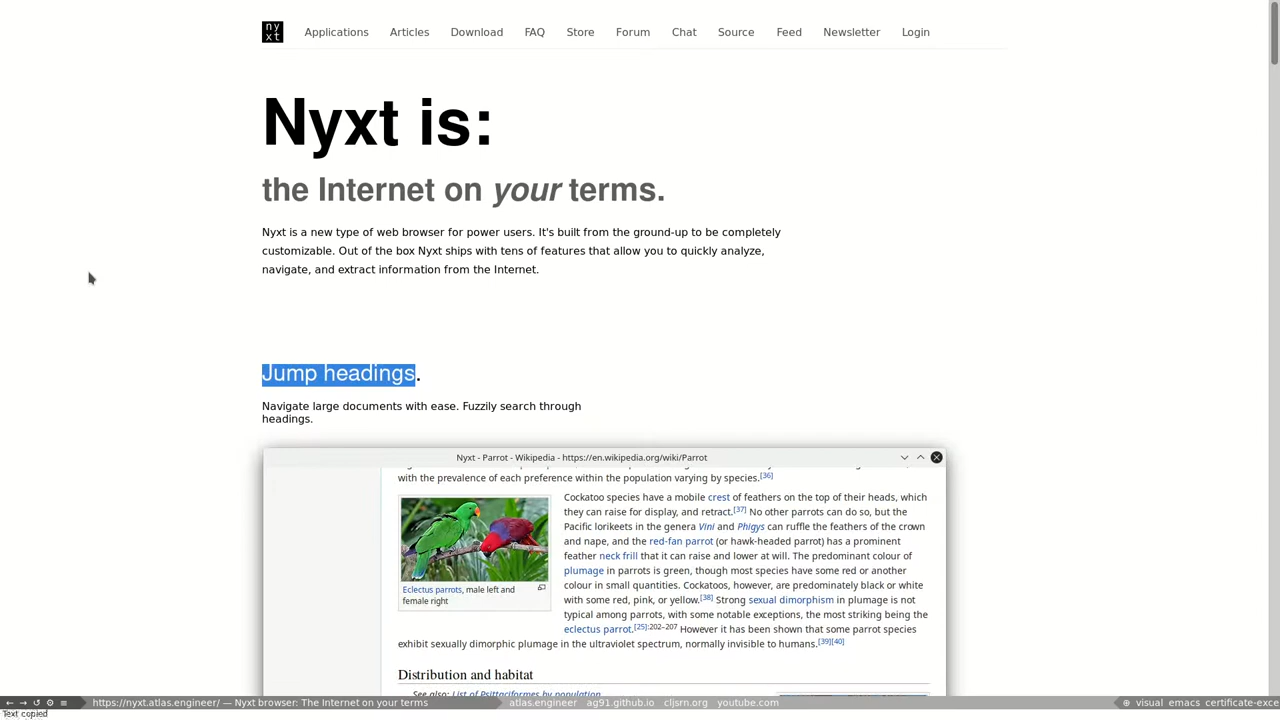 ny
xt
Applications Articles Download FAQ Store Forum Chat Source Feed Newsletter Login
Nyxt is:
the Internet on your terms.
Nyxt is a new type of web browser for power users. It's built from the ground-up to be completely
customizable. Out of the box Nyxt ships with tens of features that allow you to quickly analyze,
navigate, and extract information from the Internet.
Jump headings.
Navigate large documents with ease. Fuzzily search through
headings.
Nyxt - Parrot - Wikipedia - https://en.wikipedia.org/wiki/Parrot
with the prevalence of each preference within the population varying by species.[36]
Cockatoo species have a mobile crest of feathers on the top of their heads, which
they can raise for display, and retract.[37] No other parrots can do so, but the
Pacific lorikeets in the genera Vini and Phigys can ruffle the feathers of the crown
and nape, and the red-fan parrot (or hawk-headed parrot) has a prominent
feather neck frill that it can raise and lower at will. The predominant colour of
plumage in parrots is green, though most species have some red or another
colour in small quantities. Cockatoos, however, are predominately black or white
with some red, pink, or yellow.[38] Strong sexual dimorphism in plumage is not
typical among parrots, with some notable exceptions, the most striking being the
eclectus parrot.[25]:202–207 However it has been shown that some parrot species
exhibit sexually dimorphic plumage in the ultraviolet spectrum, normally invisible to humans.[39][40]
Eclectus parrots, male left and
female right
Distribution and habitat
See also: List of Psittaciformes by population
https://nyxt.atlas.engineer/ — Nyxt browser: The Internet on your terms atlas.engineer ag91.github.io cljsrn.org youtube.com visual emacs certificate-exce
Text copied